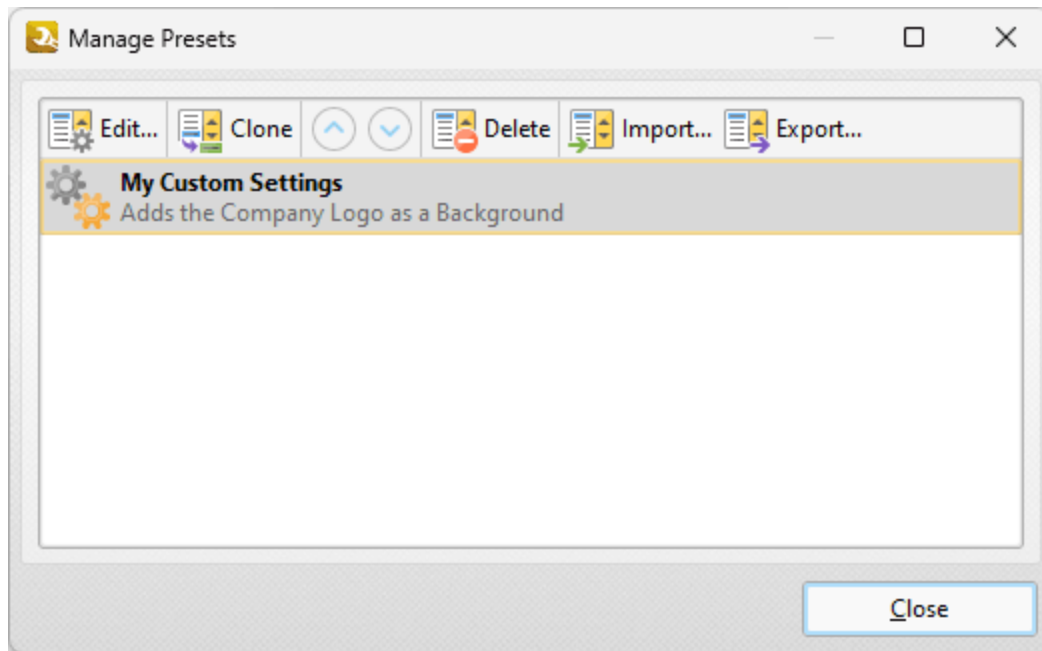 Manage Presets
Edit... Clone Delete Import... Export...
My Custom Settings
Adds the Company Logo as a Background
Close